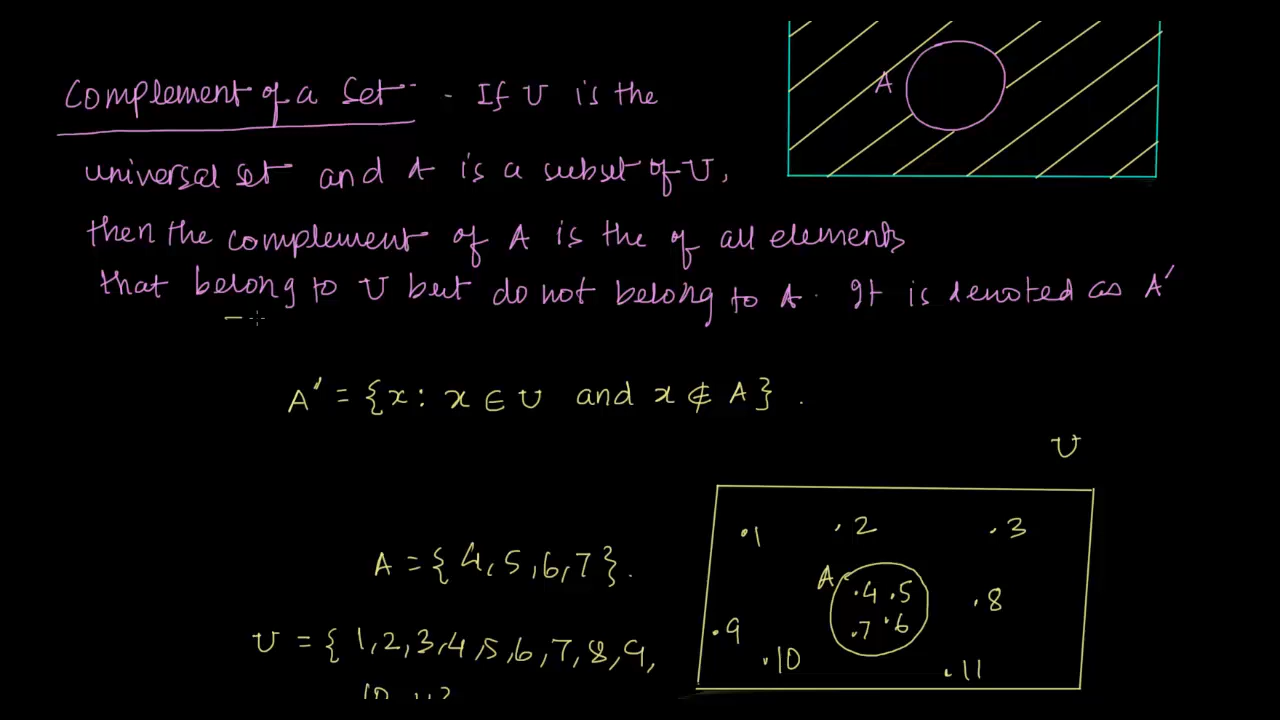 Complement of a Set - If U is the
A
universal set and A is a subset of U,
then the complement of A is the of all elements
that belong to U but do not belong to A. It is denoted as A'
A' = {x: x ∈ U and x ∉ A}.
U
.1 .2 .3
A = {4, 5, 6, 7}.
A .4 .5 .8
.7 .6
U = { 1, 2, 3, 4, 5, 6, 7, 8, 9,
.9
.10 .11
10